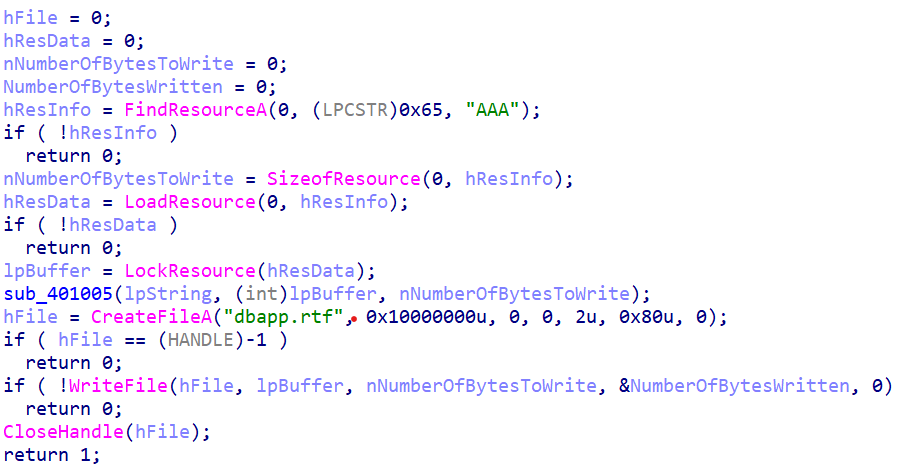 hFile = 0;
hResData = 0;
nNumberOfBytesToWrite = 0;
NumberOfBytesWritten = 0;
hResInfo = FindResourceA(0, (LPCSTR)0x65, "AAA");
if ( !hResInfo )
  return 0;
nNumberOfBytesToWrite = SizeofResource(0, hResInfo);
hResData = LoadResource(0, hResInfo);
if ( !hResData )
  return 0;
lpBuffer = LockResource(hResData);
sub_401005(lpString, (int)lpBuffer, nNumberOfBytesToWrite);
hFile = CreateFileA("dbapp.rtf", 0x10000000u, 0, 0, 2u, 0x80u, 0);
if ( hFile == (HANDLE)-1 )
  return 0;
if ( !WriteFile(hFile, lpBuffer, nNumberOfBytesToWrite, &NumberOfBytesWritten, 0)
  return 0;
CloseHandle(hFile);
return 1;